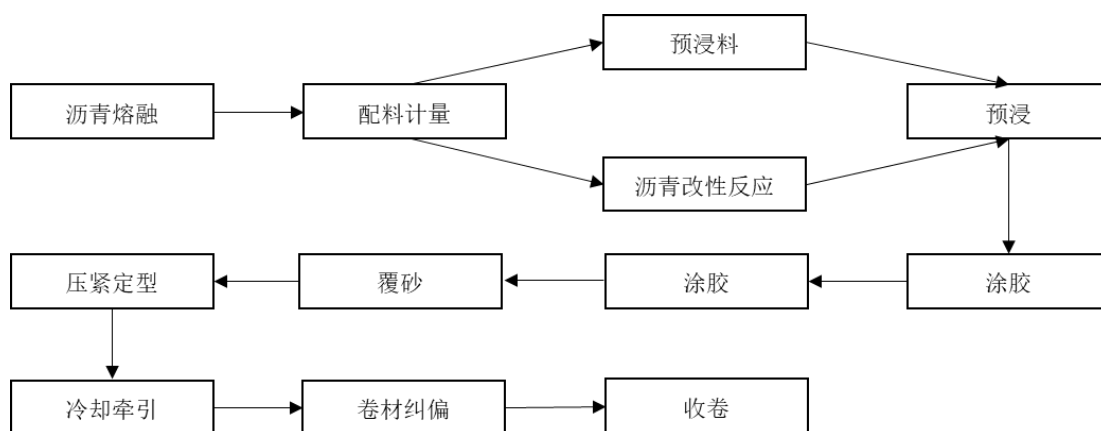 沥青熔融
配料计量
预浸料
沥青改性反应
预浸
涂胶
涂胶
覆砂
压紧定型
冷却牵引
卷材纠偏
收卷